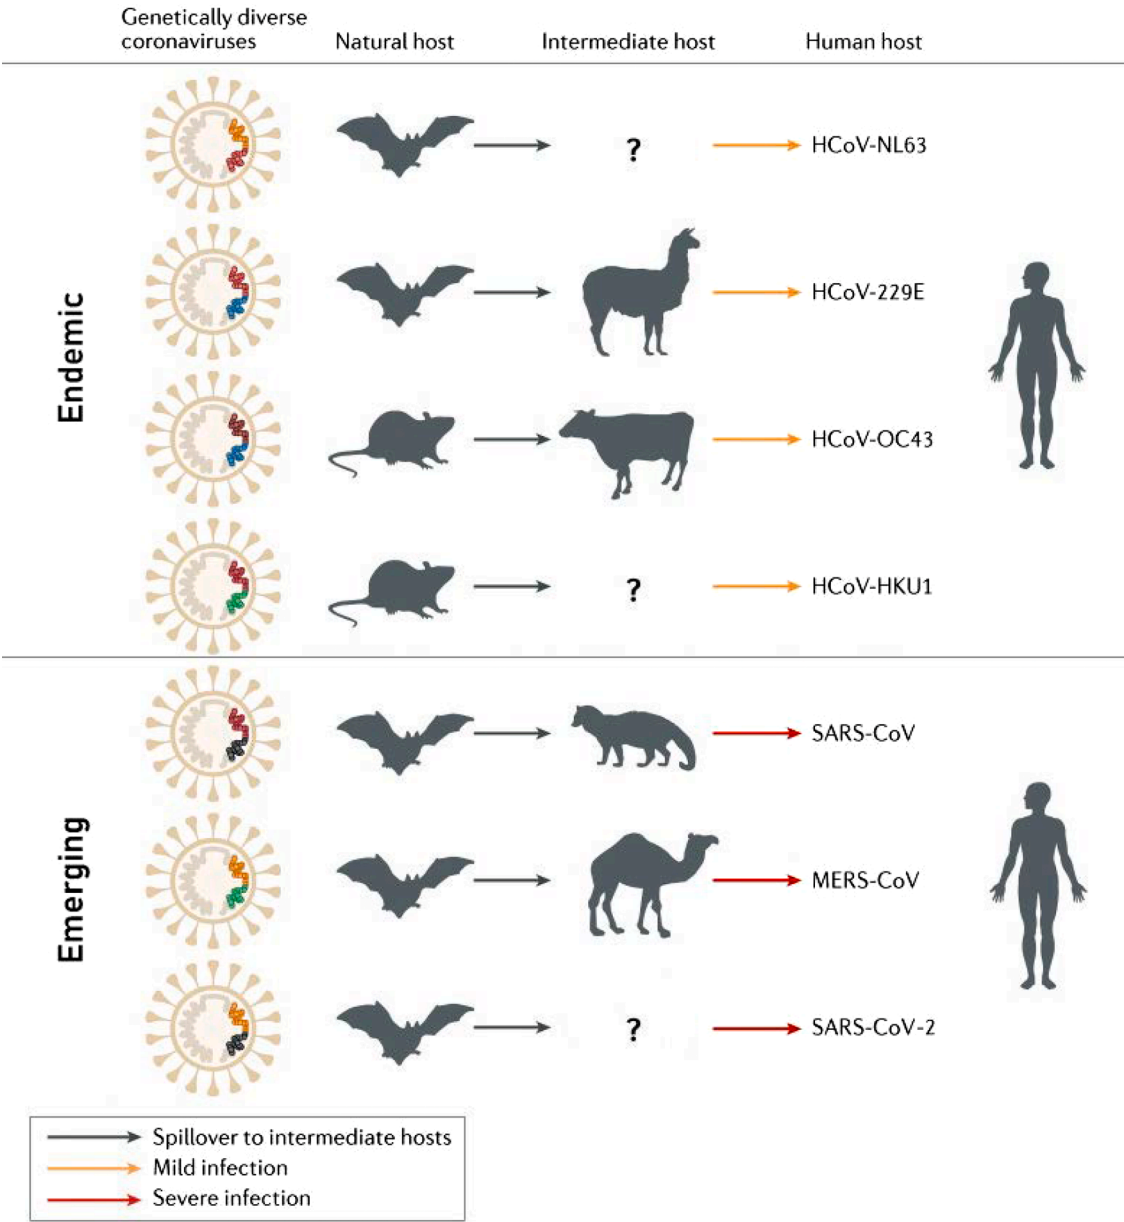 Genetically diverse
coronaviruses
Natural host
Intermediate host
Human host
Endemic
?
HCoV-NL63
HCoV-229E
HCoV-OC43
?
HCoV-HKU1
Emerging
SARS-CoV
MERS-CoV
?
SARS-CoV-2
Spillover to intermediate hosts
Mild infection
Severe infection